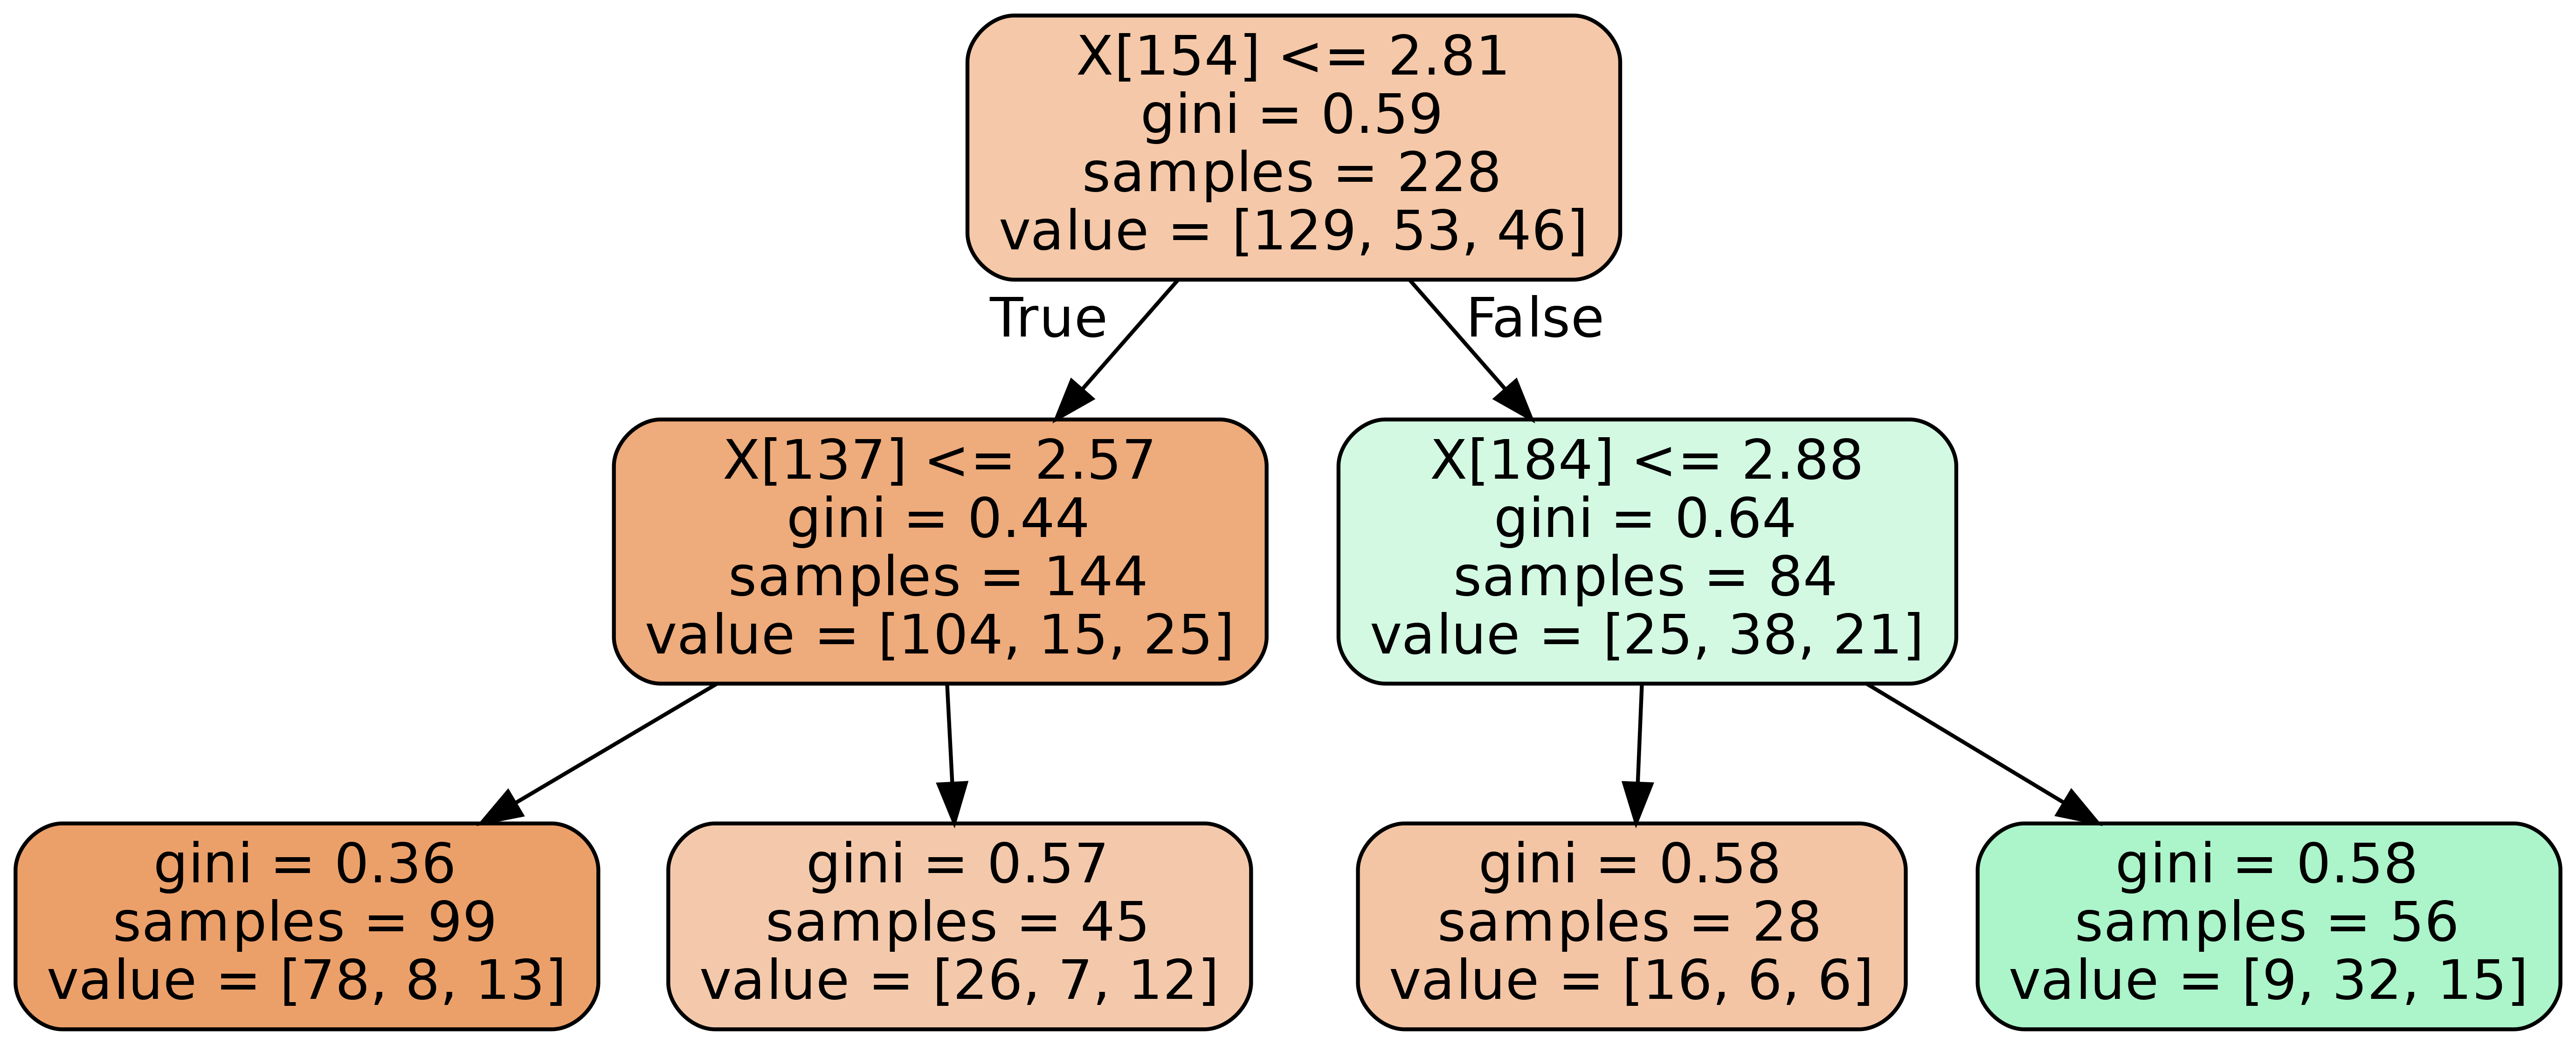 X[154] <= 2.81
gini = 0.59
samples = 228
value = [129, 53, 46]
True
False
X[137] <= 2.57
gini = 0.44
samples = 144
value = [104, 15, 25]
X[184] <= 2.88
gini = 0.64
samples = 84
value = [25, 38, 21]
gini = 0.36
samples = 99
value = [78, 8, 13]
gini = 0.57
samples = 45
value = [26, 7, 12]
gini = 0.58
samples = 28
value = [16, 6, 6]
gini = 0.58
samples = 56
value = [9, 32, 15]